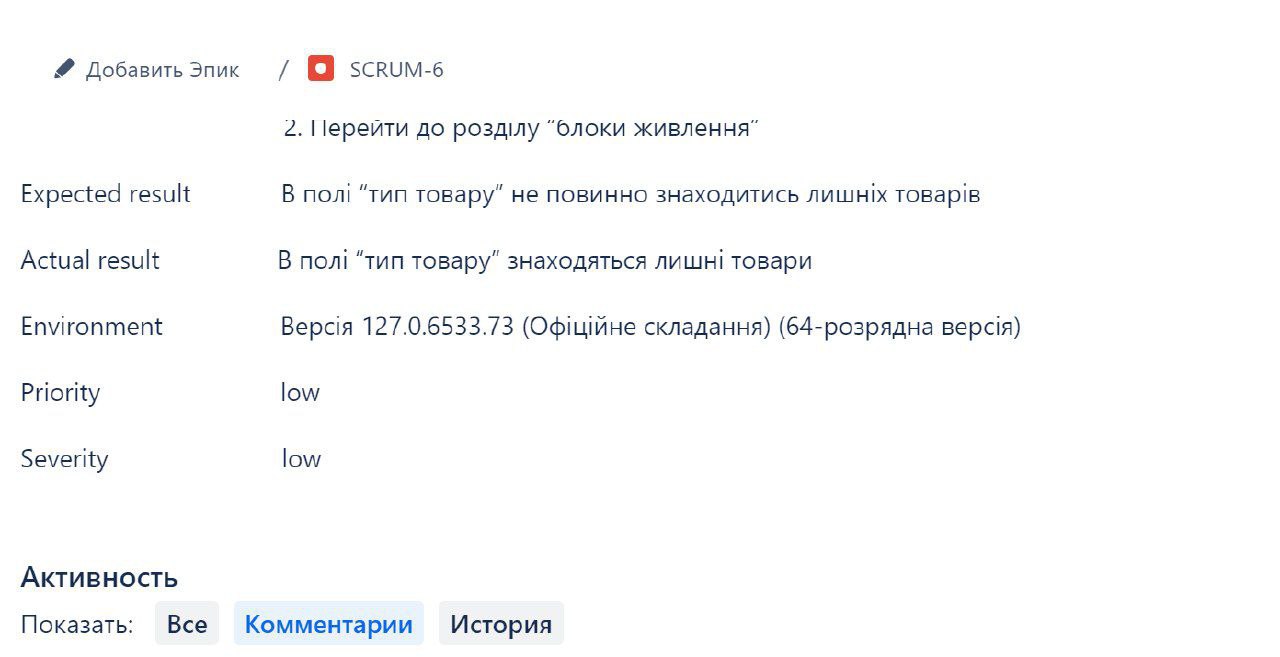 Добавить Эпик / SCRUM-6
2. Перейти до розділу “блоки живлення”
Expected result В полі “тип товару” не повинно знаходитись лишніх товарів
Actual result В полі “тип товару” знаходяться лишні товари
Environment Версія 127.0.6533.73 (Офіційне складання) (64-розрядна версія)
Priority low
Severity low
Активность
Показать: Все Комментарии История